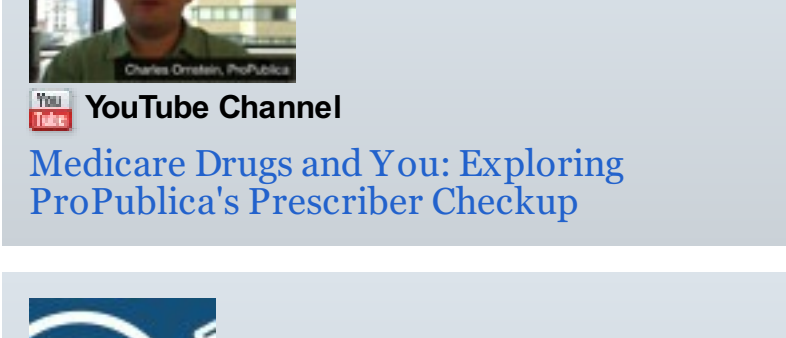 Charles Ornstein, ProPublica
You
Tube
YouTube Channel
Medicare Drugs and You: Exploring
ProPublica's Prescriber Checkup